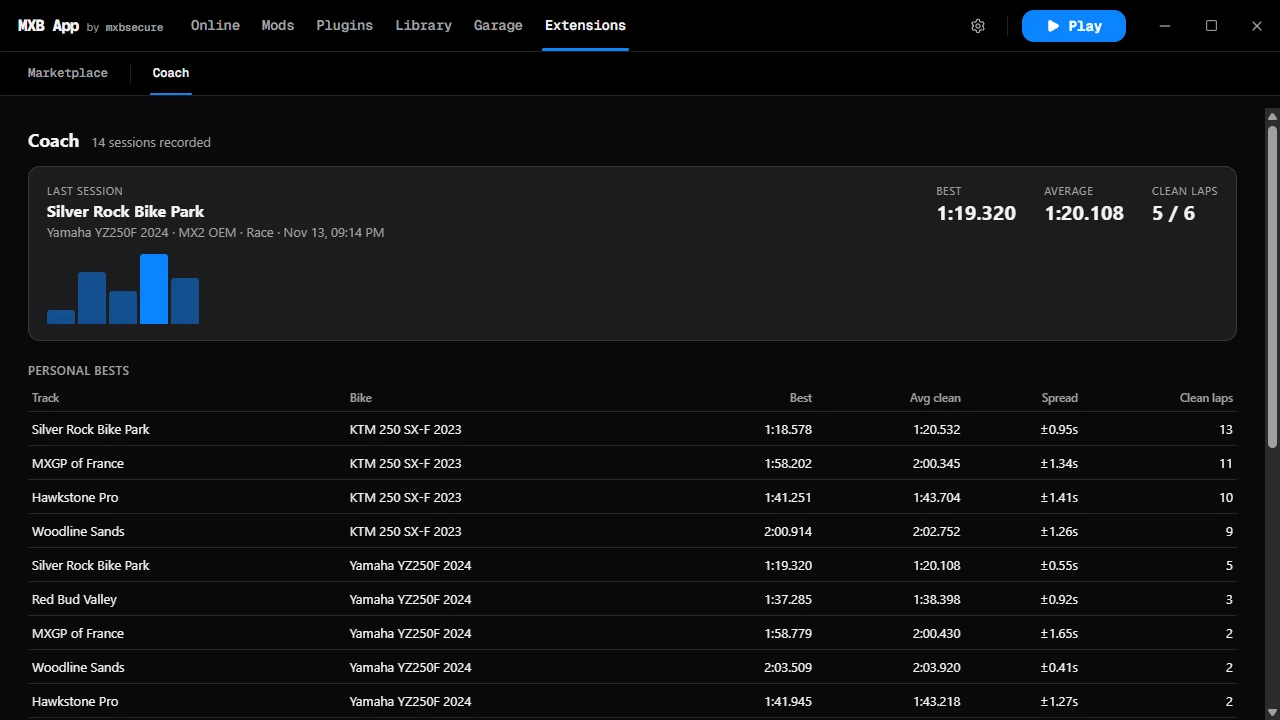 MXB App by mxbsecure Online Mods Plugins Library Garage Extensions Play
Marketplace Coach
Coach 14 sessions recorded
LAST SESSION BEST AVERAGE CLEAN LAPS
Silver Rock Bike Park 1:19.320 1:20.108 5 / 6
Yamaha YZ250F 2024 · MX2 OEM · Race · Nov 13, 09:14 PM
PERSONAL BESTS
Track Bike Best Avg clean Spread Clean laps
Silver Rock Bike Park KTM 250 SX-F 2023 1:18.578 1:20.532 ±0.95s 13
MXGP of France KTM 250 SX-F 2023 1:58.202 2:00.345 ±1.34s 11
Hawkstone Pro KTM 250 SX-F 2023 1:41.251 1:43.704 ±1.41s 10
Woodline Sands KTM 250 SX-F 2023 2:00.914 2:02.752 ±1.26s 9
Silver Rock Bike Park Yamaha YZ250F 2024 1:19.320 1:20.108 ±0.55s 5
Red Bud Valley Yamaha YZ250F 2024 1:37.285 1:38.398 ±0.92s 3
MXGP of France Yamaha YZ250F 2024 1:58.779 2:00.430 ±1.65s 2
Woodline Sands Yamaha YZ250F 2024 2:03.509 2:03.920 ±0.41s 2
Hawkstone Pro Yamaha YZ250F 2024 1:41.945 1:43.218 ±1.27s 2